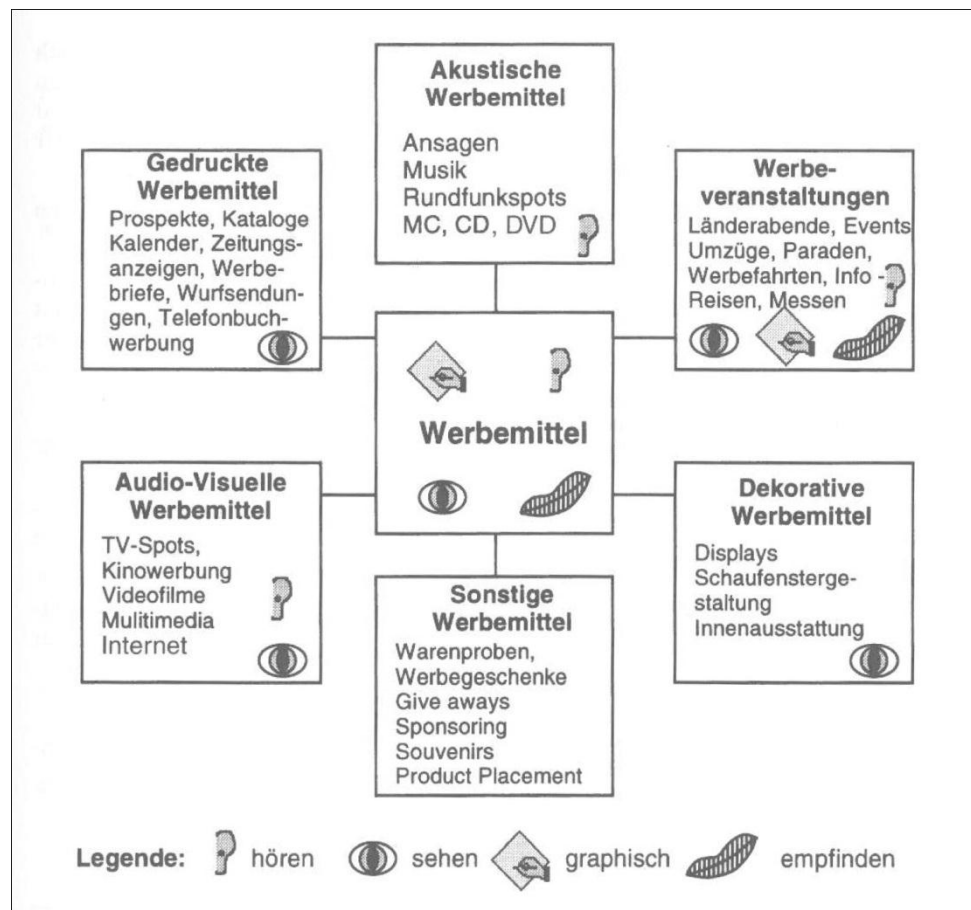 Akustische
Werbemittel
Ansagen
Musik
Rundfunkspots
MC, CD, DVD
Gedruckte
Werbemittel
Prospekte, Kataloge
Kalender, Zeitungs-
anzeigen, Werbe-
briefe, Wurfsendun-
gen, Telefonbuch-
werbung
Werbe-
veranstaltungen
Länderabende, Events
Umzüge, Paraden,
Werbefahrten, Info -
Reisen, Messen
Werbemittel
Audio-Visuelle
Werbemittel
TV-Spots,
Kinowerbung
Videofilme
Mulitimedia
Internet
Dekorative
Werbemittel
Displays
Schaufensterge-
staltung
Innenausstattung
Sonstige
Werbemittel
Warenproben,
Werbegeschenke
Give aways
Sponsoring
Souvenirs
Product Placement
Legende: hören sehen graphisch empfinden